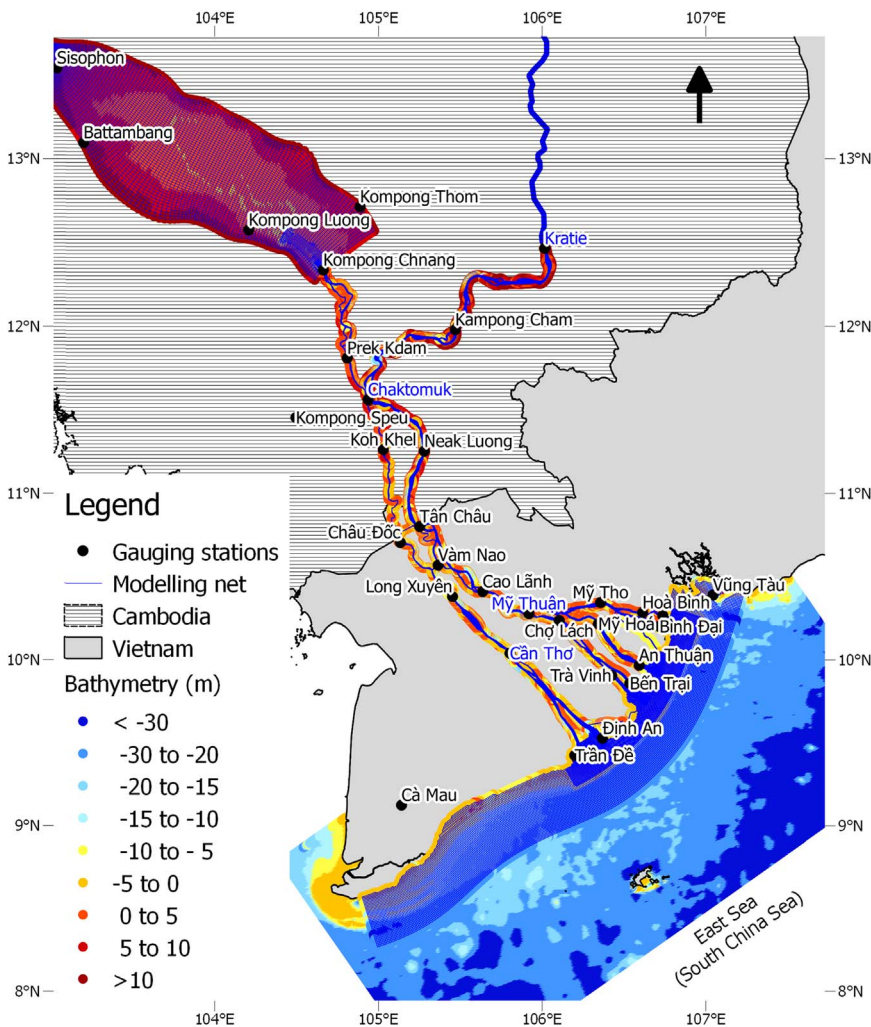 104°E 105°E 106°E 107°E
Sisophon
Battambang
13°N 13°N
Kompong Thom
Kompong Luong
Kratie
Kompong Chnang
12°N 12°N
Kampong Cham
Prek Kdam
Chaktomuk
Kompong Speu
Koh Khel
Neak Luong
11°N 11°N
Legend
Gauging stations
Modelling net
Cambodia
Vietnam
Bathymetry (m)
< -30
-30 to -20
-20 to -15
-15 to -10
-10 to - 5
-5 to 0
0 to 5
5 to 10
>10
Tân Châu
Châu Đốc
Vàm Nao
Long Xuyên
Cao Lãnh
Mỹ Thuận
Mỹ Tho
Hoà Bình
Vũng Tàu
Chợ Lách
Mỹ Hoá
Bình Đại
10°N 10°N
Cần Thơ
An Thuận
Trà Vinh
Bến Trại
Định An
Trần Đề
Cà Mau
9°N 9°N
East Sea
(South China Sea)
8°N 8°N
104°E 105°E 106°E 107°E